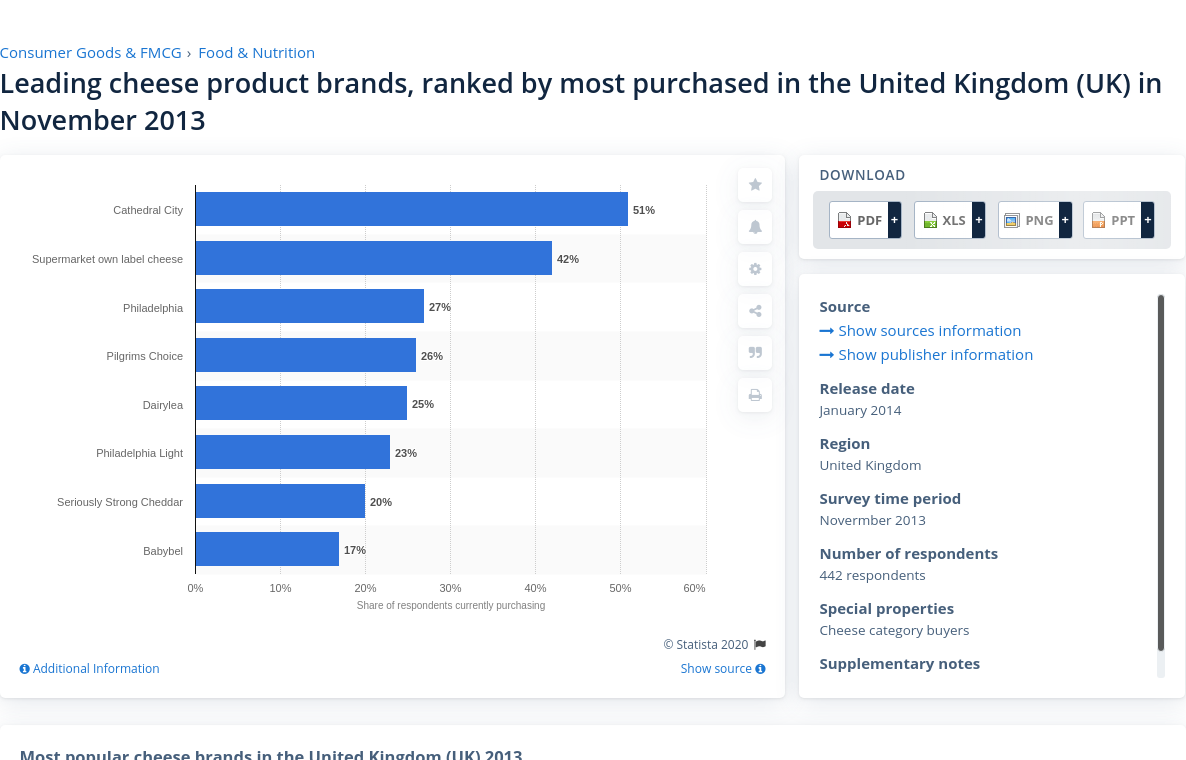 Consumer Goods & FMCG › Food & Nutrition
Leading cheese product brands, ranked by most purchased in the United Kingdom (UK) in
November 2013
Cathedral City
51%
Supermarket own label cheese
42%
Philadelphia
27%
Pilgrims Choice
26%
Dairylea
25%
Philadelphia Light
23%
Seriously Strong Cheddar
20%
Babybel
17%
0% 10% 20% 30% 40% 50% 60%
Share of respondents currently purchasing
© Statista 2020
Additional Information
Show source
DOWNLOAD
PDF + XLS + PNG + PPT +
Source
Show sources information
Show publisher information
Release date
January 2014
Region
United Kingdom
Survey time period
Novermber 2013
Number of respondents
442 respondents
Special properties
Cheese category buyers
Supplementary notes
Most popular cheese brands in the United Kingdom (UK) 2013